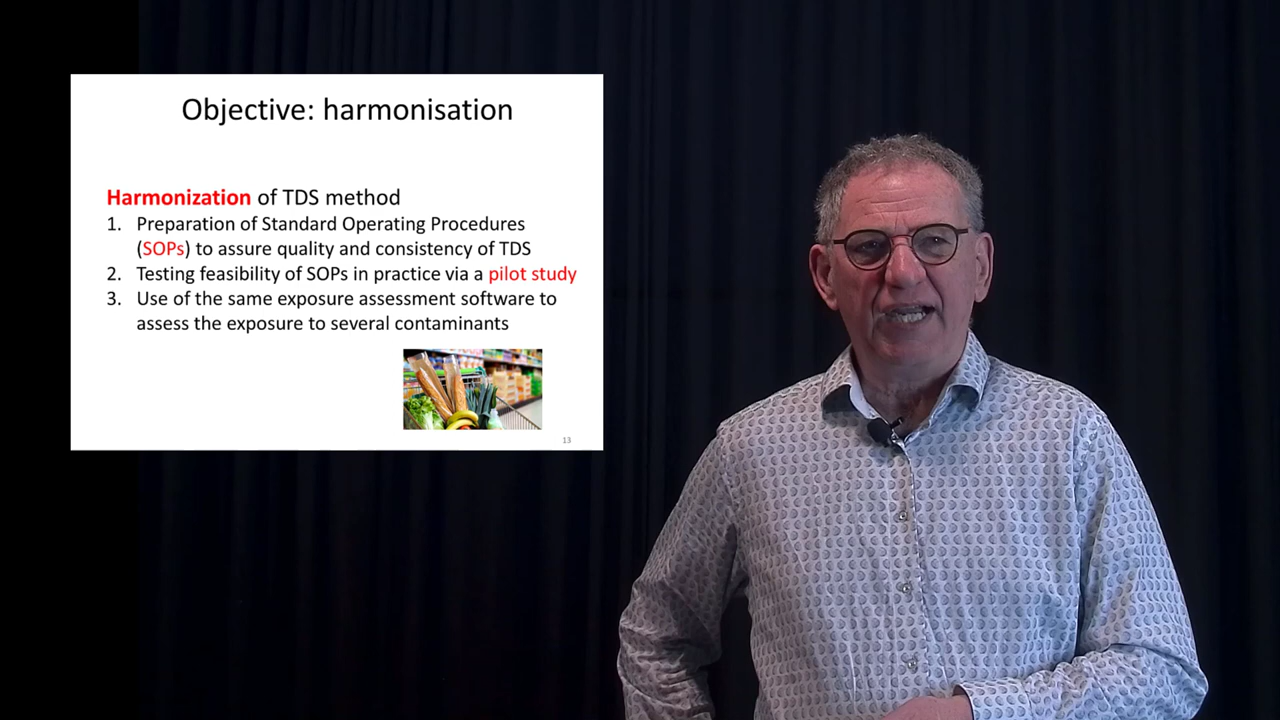 Objective: harmonisation
Harmonization of TDS method
1. Preparation of Standard Operating Procedures
(SOPs) to assure quality and consistency of TDS
2. Testing feasibility of SOPs in practice via a pilot study
3. Use of the same exposure assessment software to
assess the exposure to several contaminants
13